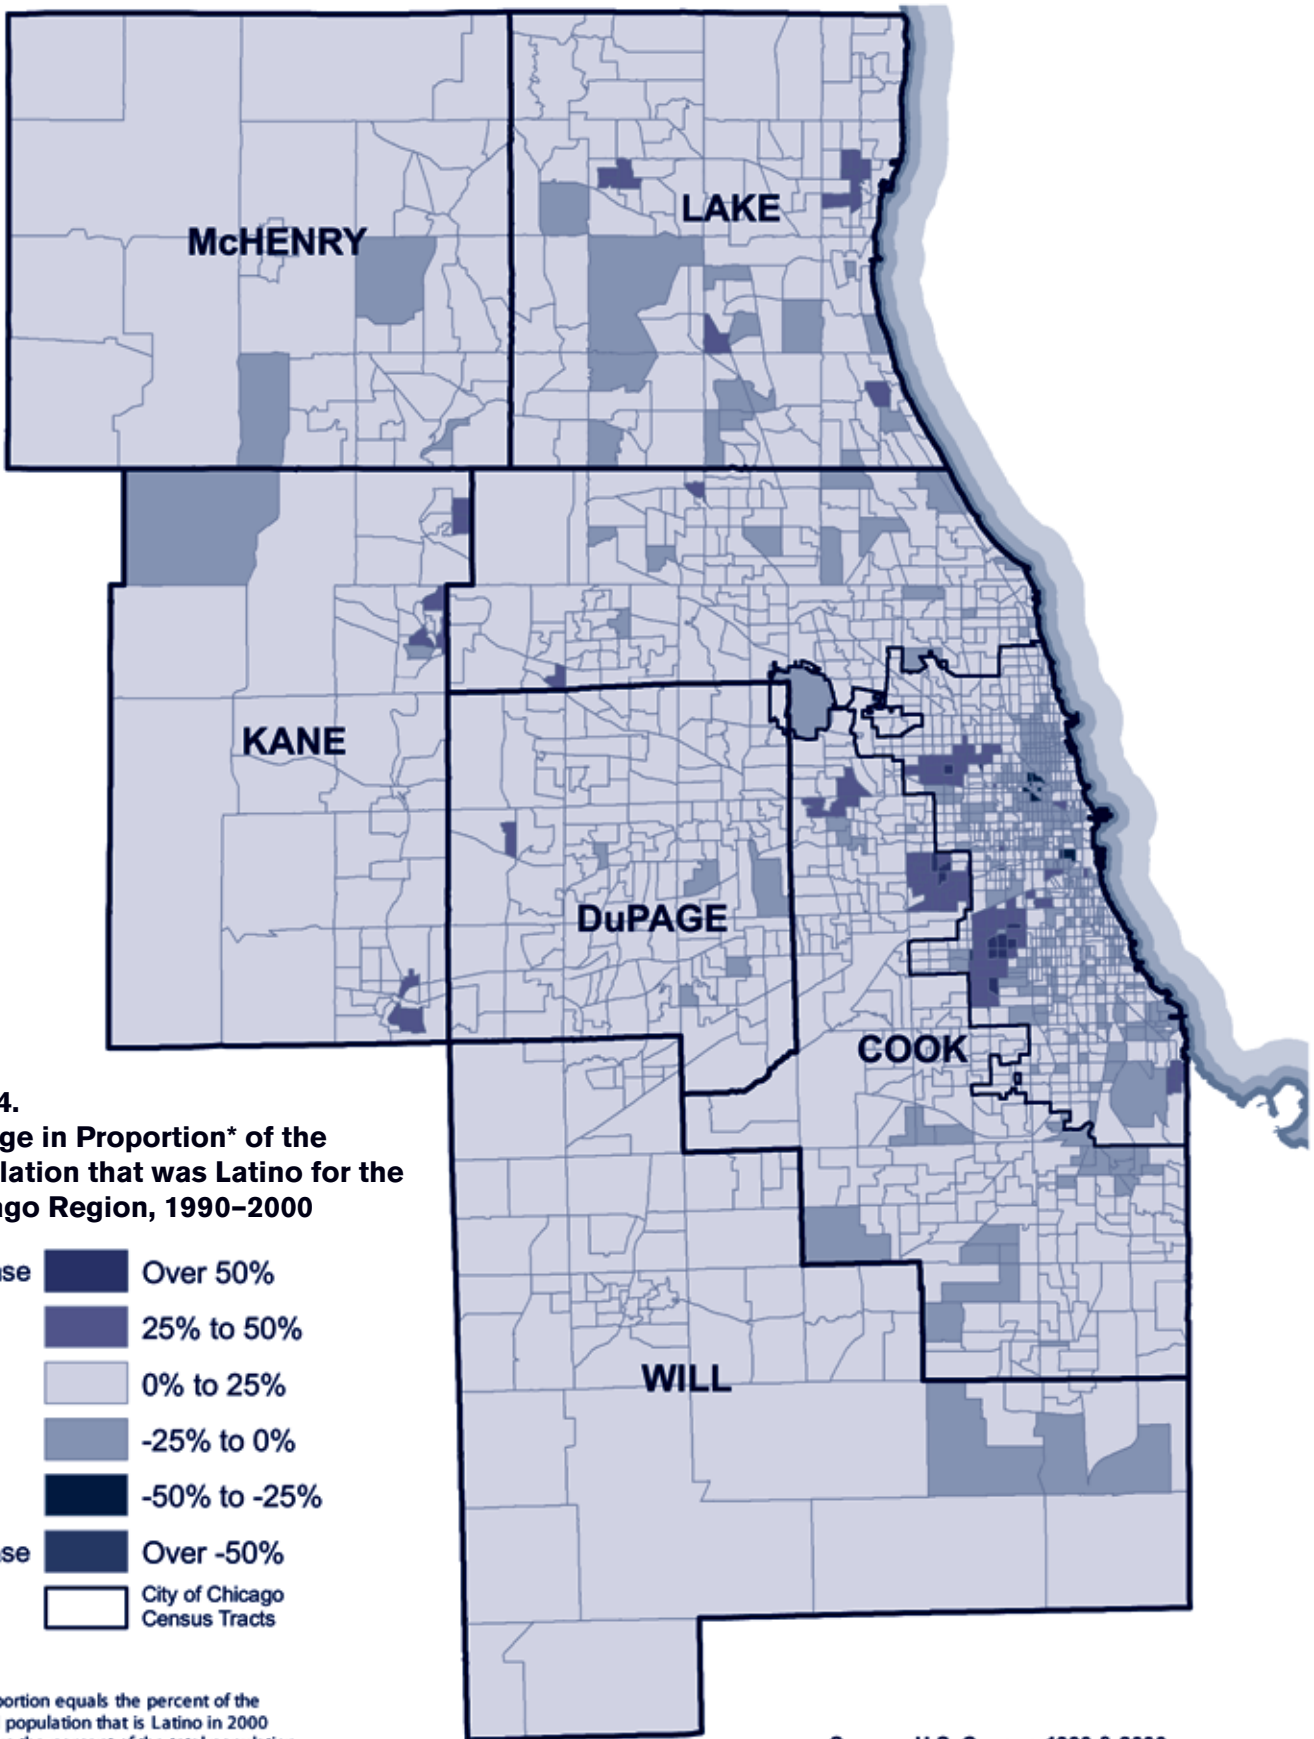 McHENRY
LAKE
KANE
DuPAGE
COOK
WILL
4.
ge in Proportion* of the
lation that was Latino for the
go Region, 1990–2000
Over 50%
25% to 50%
0% to 25%
-25% to 0%
-50% to -25%
Over -50%
City of Chicago
Census Tracts
portion equals the percent of the
population that is Latino in 2000